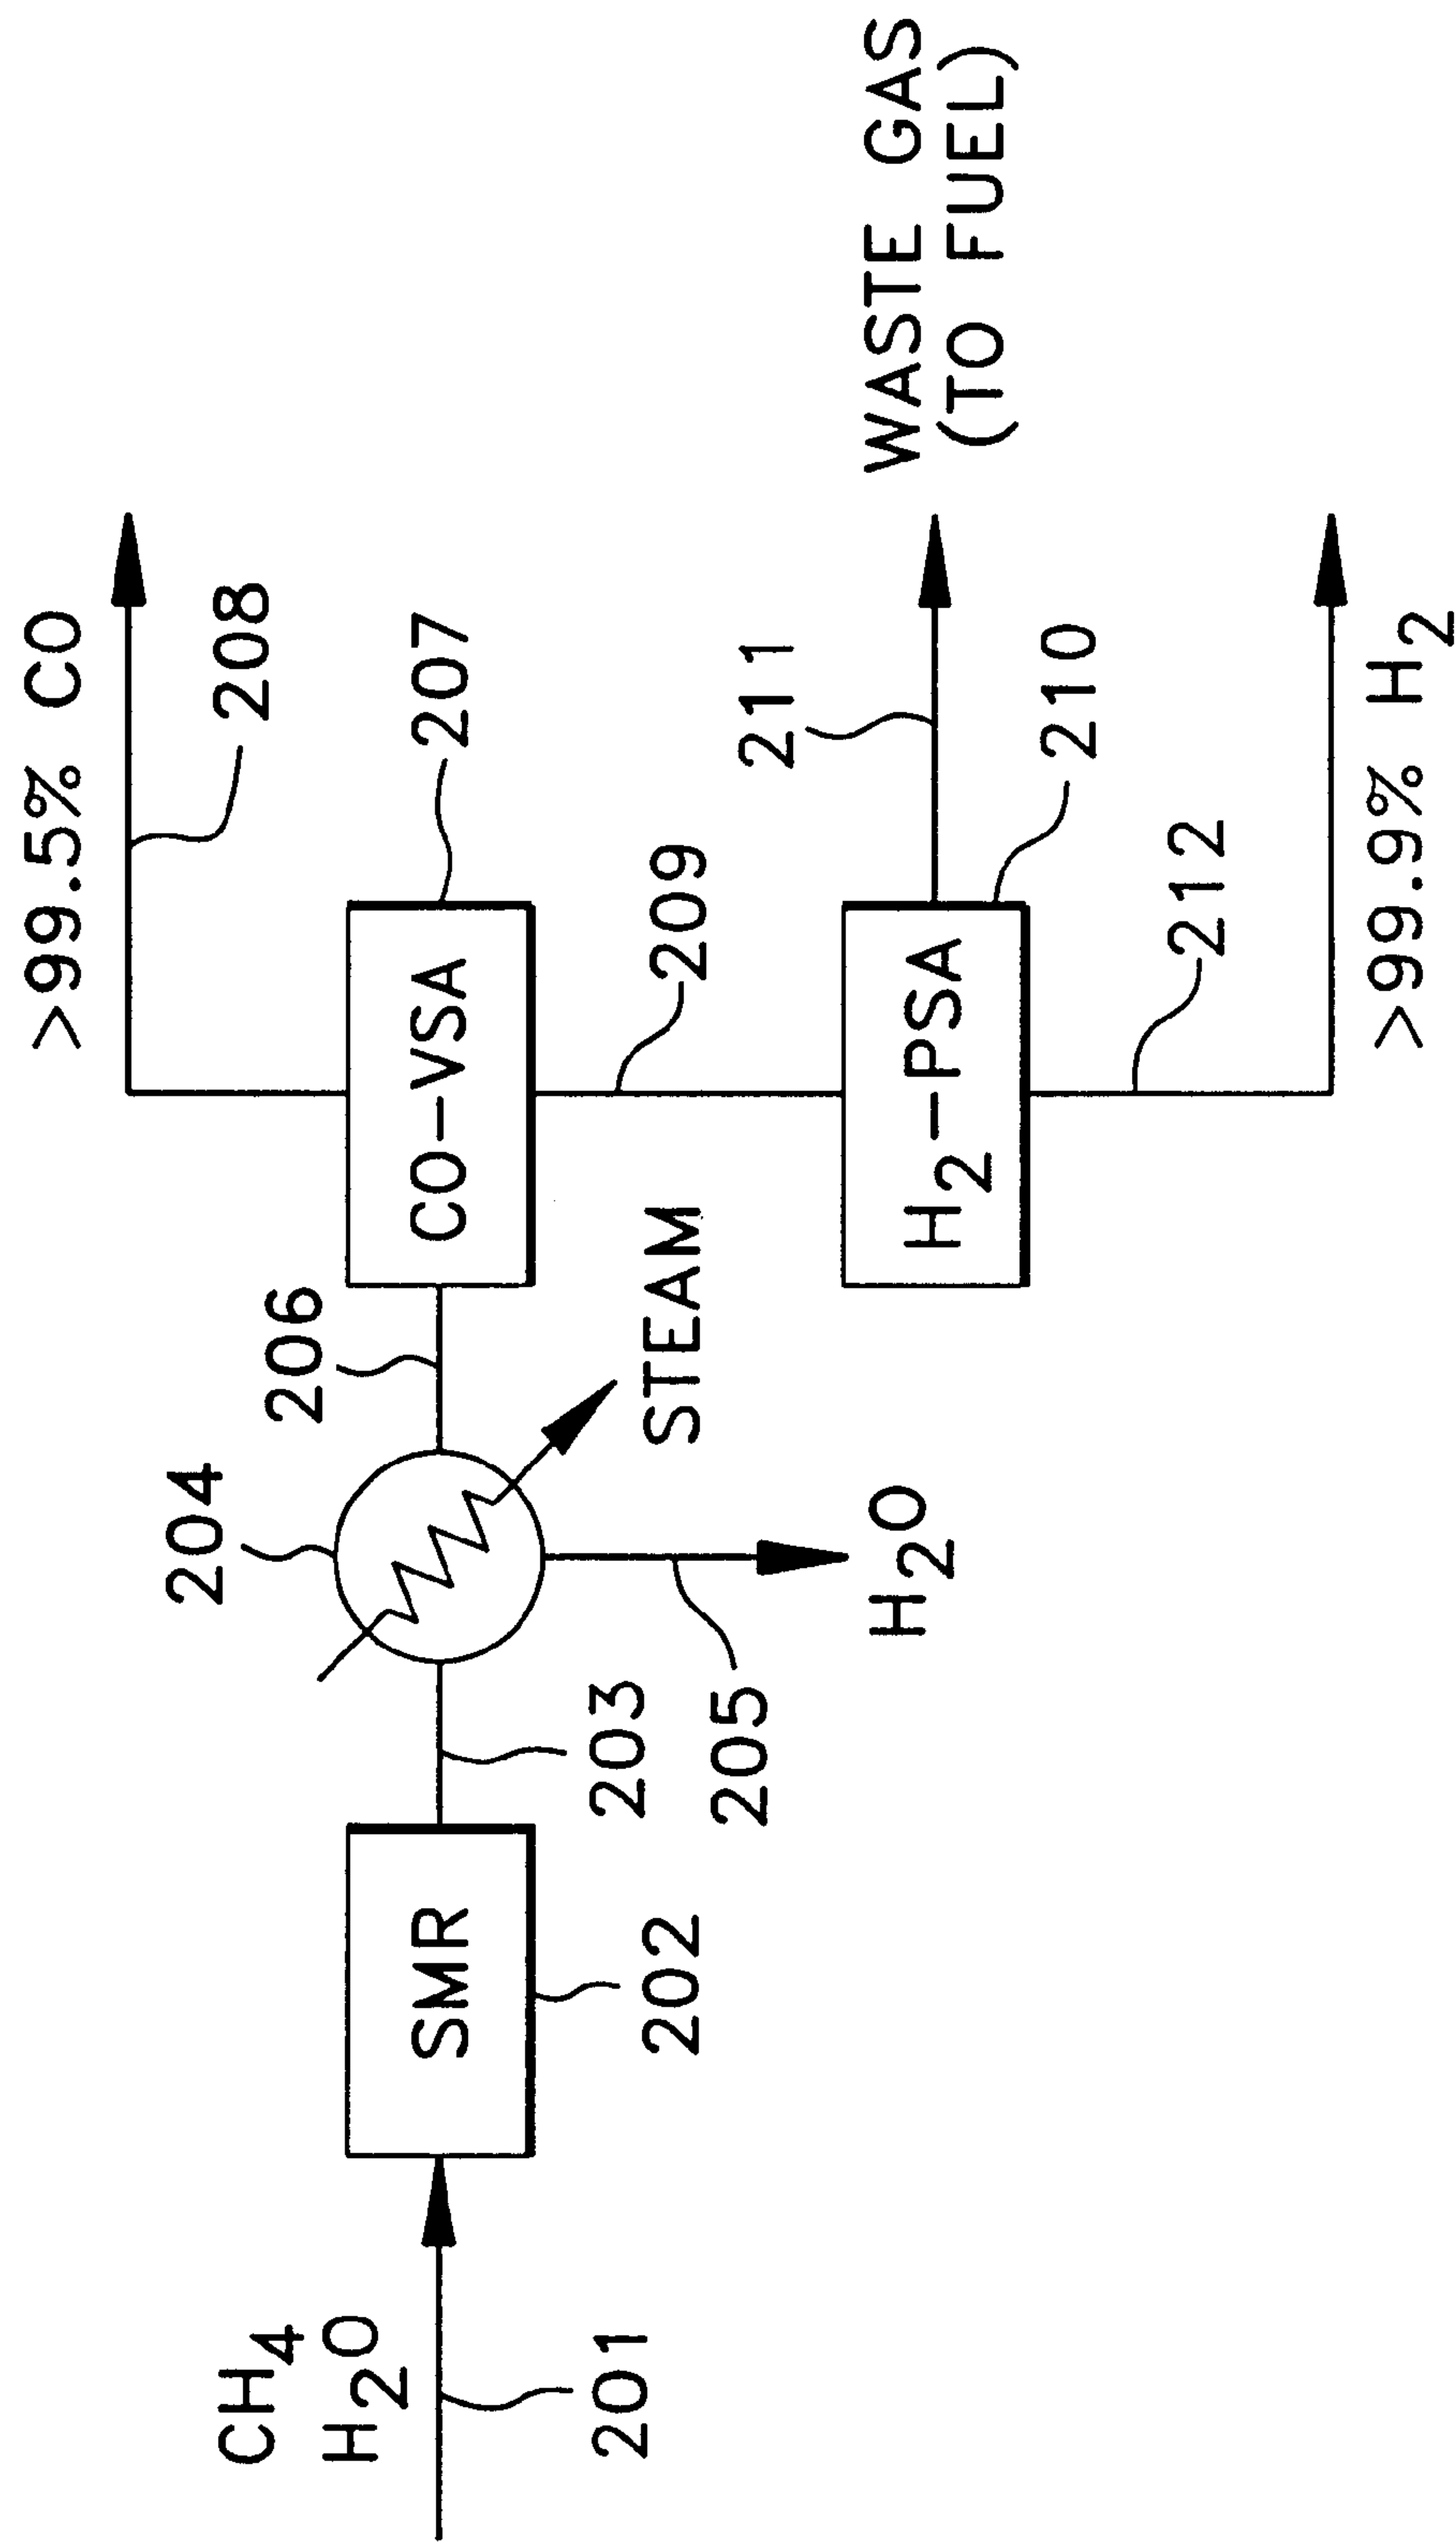 >99.5% CO
208
204
206
CO-VSA
207
CH4
H2O
201
SMR
202
203
205
H2O
STEAM
209
211
WASTE GAS
(TO FUEL)
H2-PSA
210
212
>99.9% H2